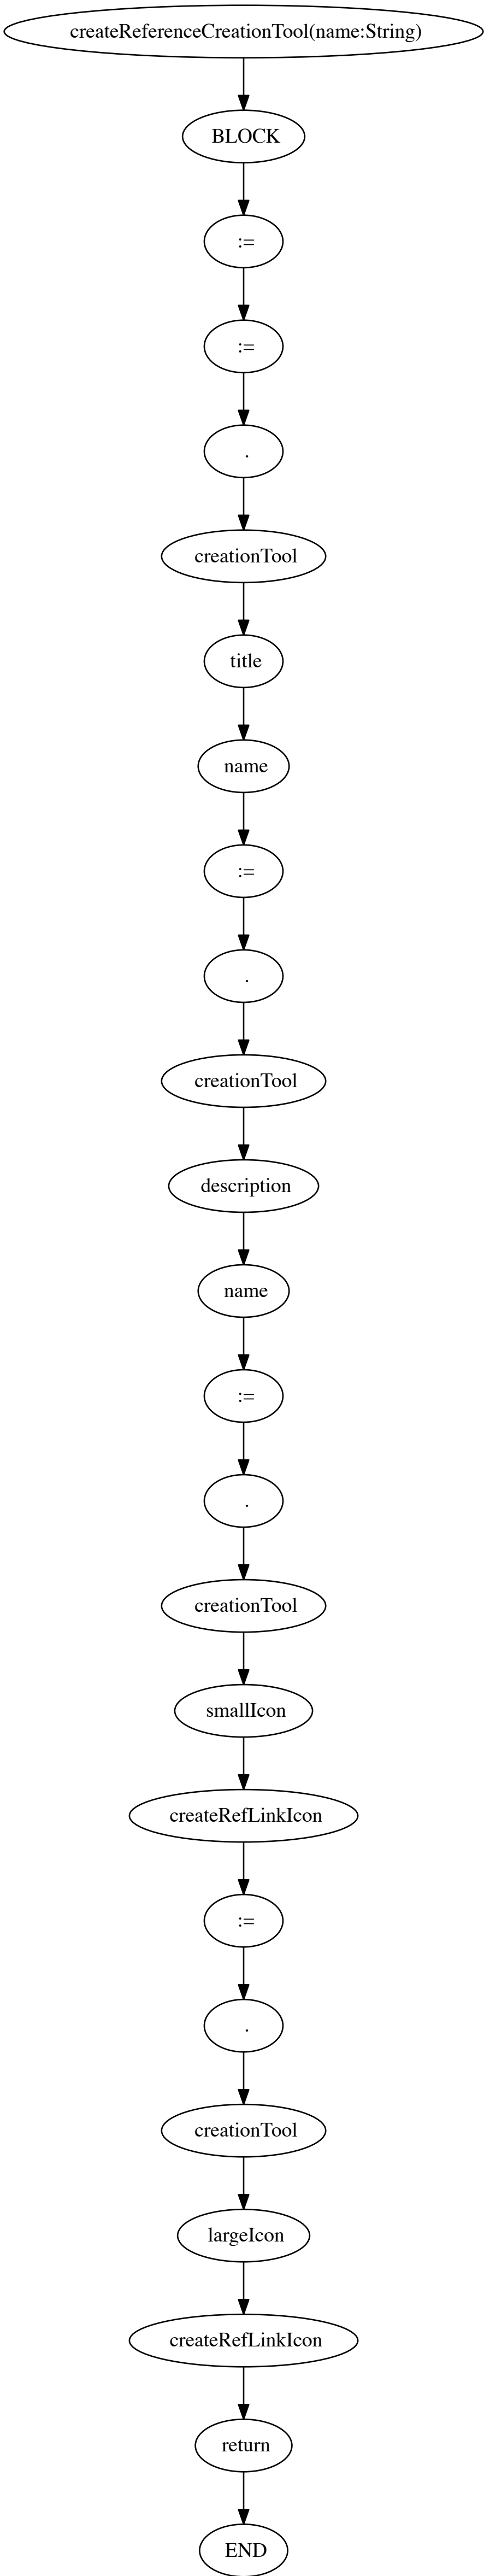 createReferenceCreationTool(name:String)
BLOCK
:=
:=
.
creationTool
title
name
:=
.
creationTool
description
name
:=
.
creationTool
smallIcon
createRefLinkIcon
:=
.
creationTool
largeIcon
createRefLinkIcon
return
END